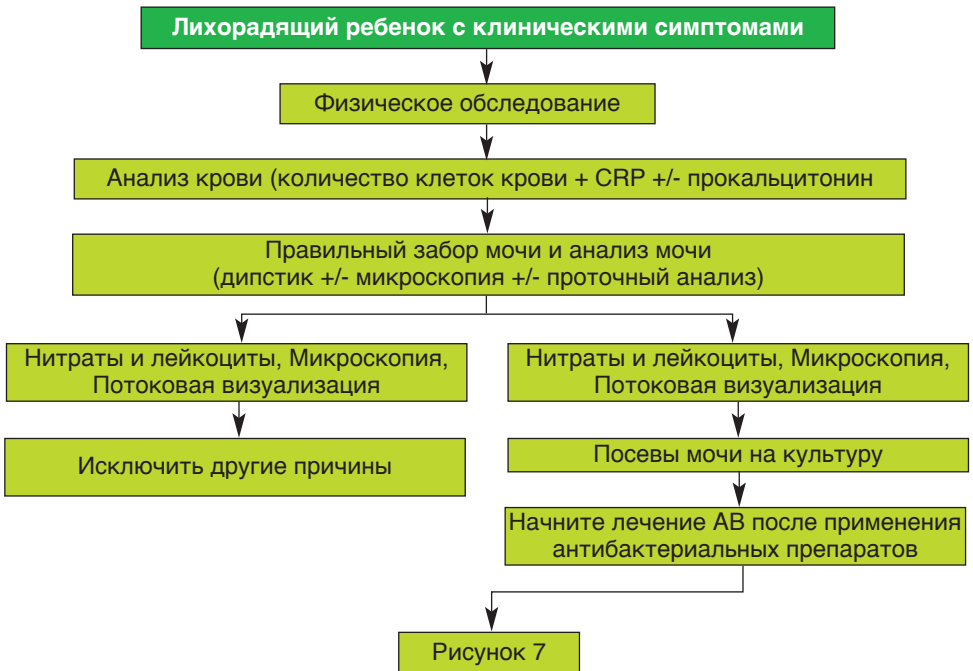 Лихорадящий ребенок с клиническими симптомами
Физическое обследование
Анализ крови (количество клеток крови + CRP +/- прокальцитонин
Правильный забор мочи и анализ мочи
(дипстик +/- микроскопия +/- проточный анализ)
Нитраты и лейкоциты, Микроскопия,
Потоковая визуализация
Исключить другие причины
Нитраты и лейкоциты, Микроскопия,
Потоковая визуализация
Посевы мочи на культуру
Начните лечение АВ после применения
антибактериальных препаратов
Рисунок 7